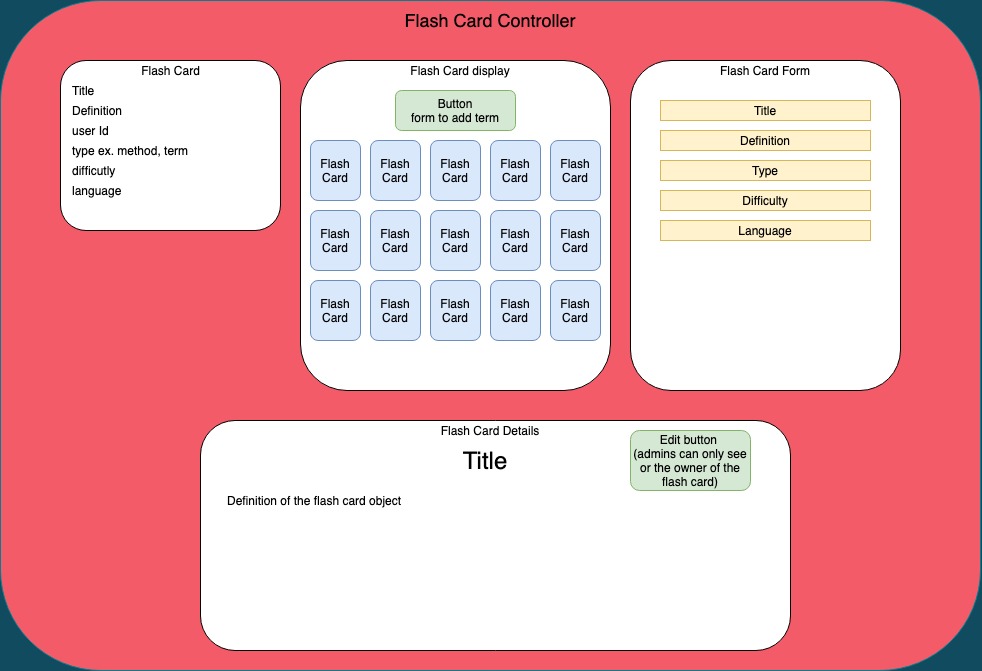 Flash Card Controller
Flash Card
Title
Definition
user Id
type ex. method, term
difficutly
language
Flash Card display
Button
form to add term
Flash
Card
Flash
Card
Flash
Card
Flash
Card
Flash
Card
Flash
Card
Flash
Card
Flash
Card
Flash
Card
Flash
Card
Flash
Card
Flash
Card
Flash
Card
Flash
Card
Flash
Card
Flash Card Form
Title
Definition
Type
Difficulty
Language
Flash Card Details
Title
Edit button
(admins can only see
or the owner of the
flash card)
Definition of the flash card object